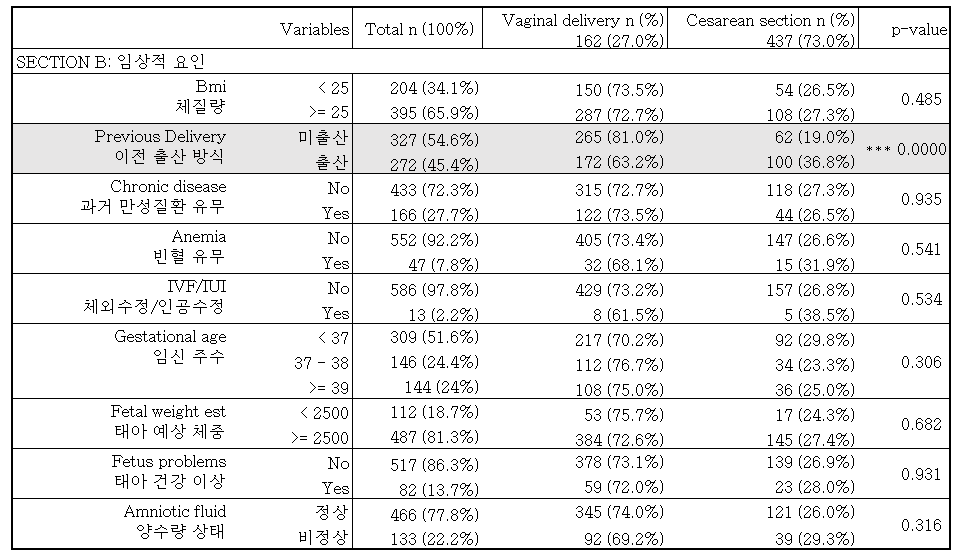 Variables Total n (100%) Vaginal delivery n (%) 162 (27.0%) Cesarean section n (%) 437 (73.0%) p-value
SECTION B: 임상적 요인
Bmi 체질량 < 25 204 (34.1%) 150 (73.5%) 54 (26.5%) 0.485
>= 25 395 (65.9%) 287 (72.7%) 108 (27.3%)
Previous Delivery 이전 출산 방식 미출산 327 (54.6%) 265 (81.0%) 62 (19.0%) *** 0.0000
출산 272 (45.4%) 172 (63.2%) 100 (36.8%)
Chronic disease 과거 만성질환 유무 No 433 (72.3%) 315 (72.7%) 118 (27.3%) 0.935
Yes 166 (27.7%) 122 (73.5%) 44 (26.5%)
Anemia 빈혈 유무 No 552 (92.2%) 405 (73.4%) 147 (26.6%) 0.541
Yes 47 (7.8%) 32 (68.1%) 15 (31.9%)
IVF/IUI 체외수정/인공수정 No 586 (97.8%) 429 (73.2%) 157 (26.8%) 0.534
Yes 13 (2.2%) 8 (61.5%) 5 (38.5%)
Gestational age 임신 주수 < 37 309 (51.6%) 217 (70.2%) 92 (29.8%) 0.306
37 - 38 146 (24.4%) 112 (76.7%) 34 (23.3%)
>= 39 144 (24%) 108 (75.0%) 36 (25.0%)
Fetal weight est 태아 예상 체중 < 2500 112 (18.7%) 53 (75.7%) 17 (24.3%) 0.682
>= 2500 487 (81.3%) 384 (72.6%) 145 (27.4%)
Fetus problems 태아 건강 이상 No 517 (86.3%) 378 (73.1%) 139 (26.9%) 0.931
Yes 82 (13.7%) 59 (72.0%) 23 (28.0%)
Amniotic fluid 양수량 상태 정상 466 (77.8%) 345 (74.0%) 121 (26.0%) 0.316
비정상 133 (22.2%) 92 (69.2%) 39 (29.3%)